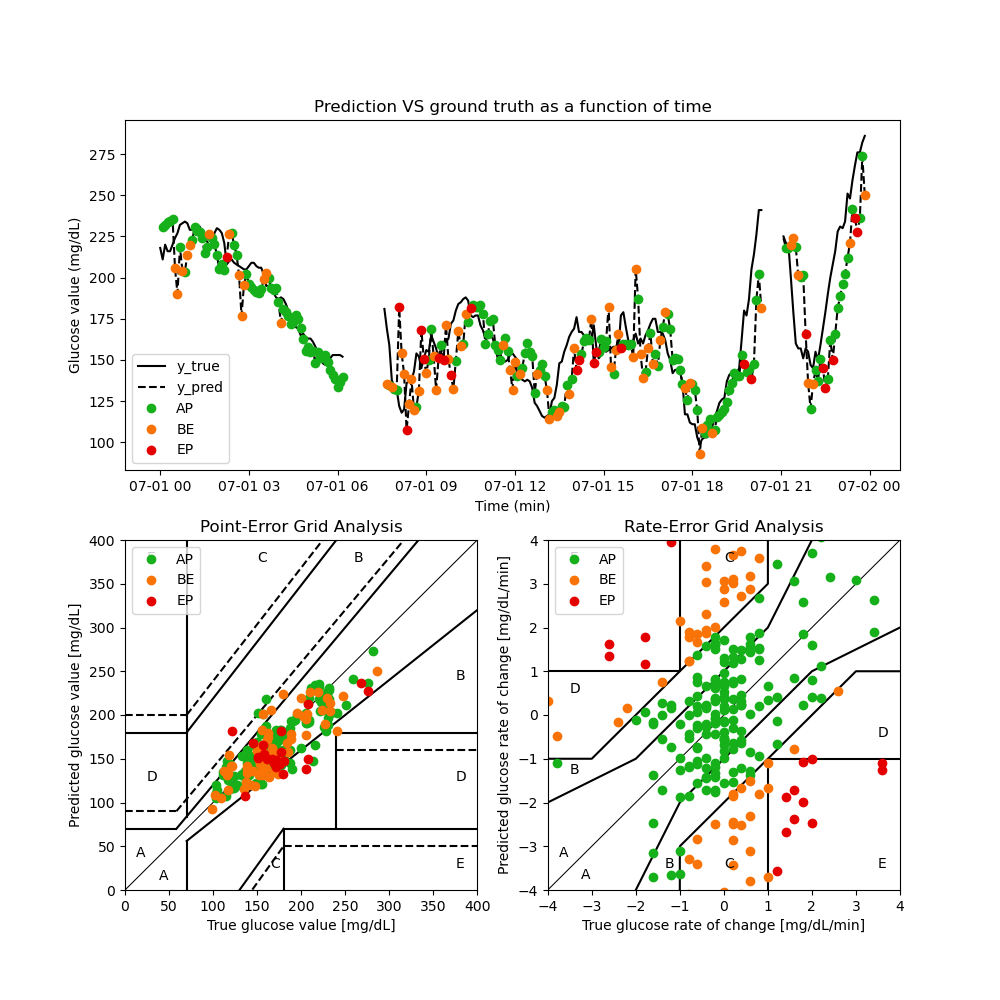 Prediction VS ground truth as a function of time
Glucose value (mg/dL)
275
250
225
200
175
150
125
100
y_true
y_pred
AP
BE
EP
07-01 00 07-01 03 07-01 06 07-01 09 07-01 12 07-01 15 07-01 18 07-01 21 07-02 00
Time (min)
Point-Error Grid Analysis
Predicted glucose value [mg/dL]
400
350
300
250
200
150
100
50
0
AP
BE
EP
C B
B
D D
A
A
C E
0 50 100 150 200 250 300 350 400
True glucose value [mg/dL]
Rate-Error Grid Analysis
Predicted glucose rate of change [mg/dL/min]
4
3
2
1
0
−1
−2
−3
−4
AP
BE
EP
C
D
D
B
A
A
B C E
−4 −3 −2 −1 0 1 2 3 4
True glucose rate of change [mg/dL/min]